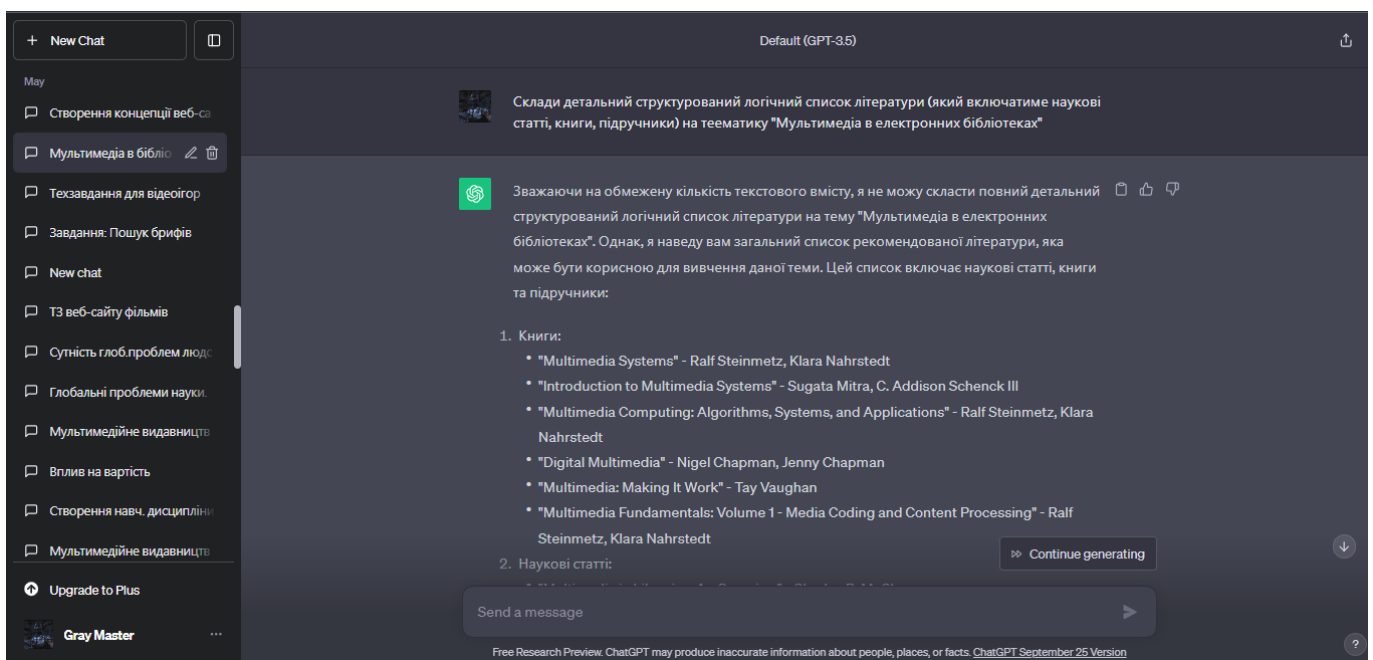 New Chat
May
Створення концепції веб-са
Мультимедіа в бібліо
Техзавдання для відеоігор
Завдання: Пошук брифів
New chat
ТЗ веб-сайту фільмів
Сутність глоб.проблем людс
Глобальні проблеми науки.
Мультимедійне видавництв
Вплив на вартість
Створення навч. дисципліни
Мультимедійне видавництв
Upgrade to Plus
Gray Master
Default (GPT-3.5)
Склади детальний структурований логічний список літератури (який включатиме наукові
статті, книги, підручники) на теематику "Мультимедіа в електронних бібліотеках"
Зважаючи на обмежену кількість текстового вмісту, я не можу скласти повний детальний
структурований логічний список літератури на тему "Мультимедіа в електронних
бібліотеках". Однак, я наведу вам загальний список рекомендованої літератури, яка
може бути корисною для вивчення даної теми. Цей список включає наукові статті, книги
та підручники:
1. Книги:
• "Multimedia Systems" - Ralf Steinmetz, Klara Nahrstedt
• "Introduction to Multimedia Systems" - Sugata Mitra, C. Addison Schenck III
• "Multimedia Computing: Algorithms, Systems, and Applications" - Ralf Steinmetz, Klara
Nahrstedt
• "Digital Multimedia" - Nigel Chapman, Jenny Chapman
• "Multimedia: Making It Work" - Tay Vaughan
• "Multimedia Fundamentals: Volume 1 - Media Coding and Content Processing" - Ralf
Steinmetz, Klara Nahrstedt
2. Наукові статті:
Continue generating
Send a message
Free Research Preview. ChatGPT may produce inaccurate information about people, places, or facts. ChatGPT September 25 Version
?